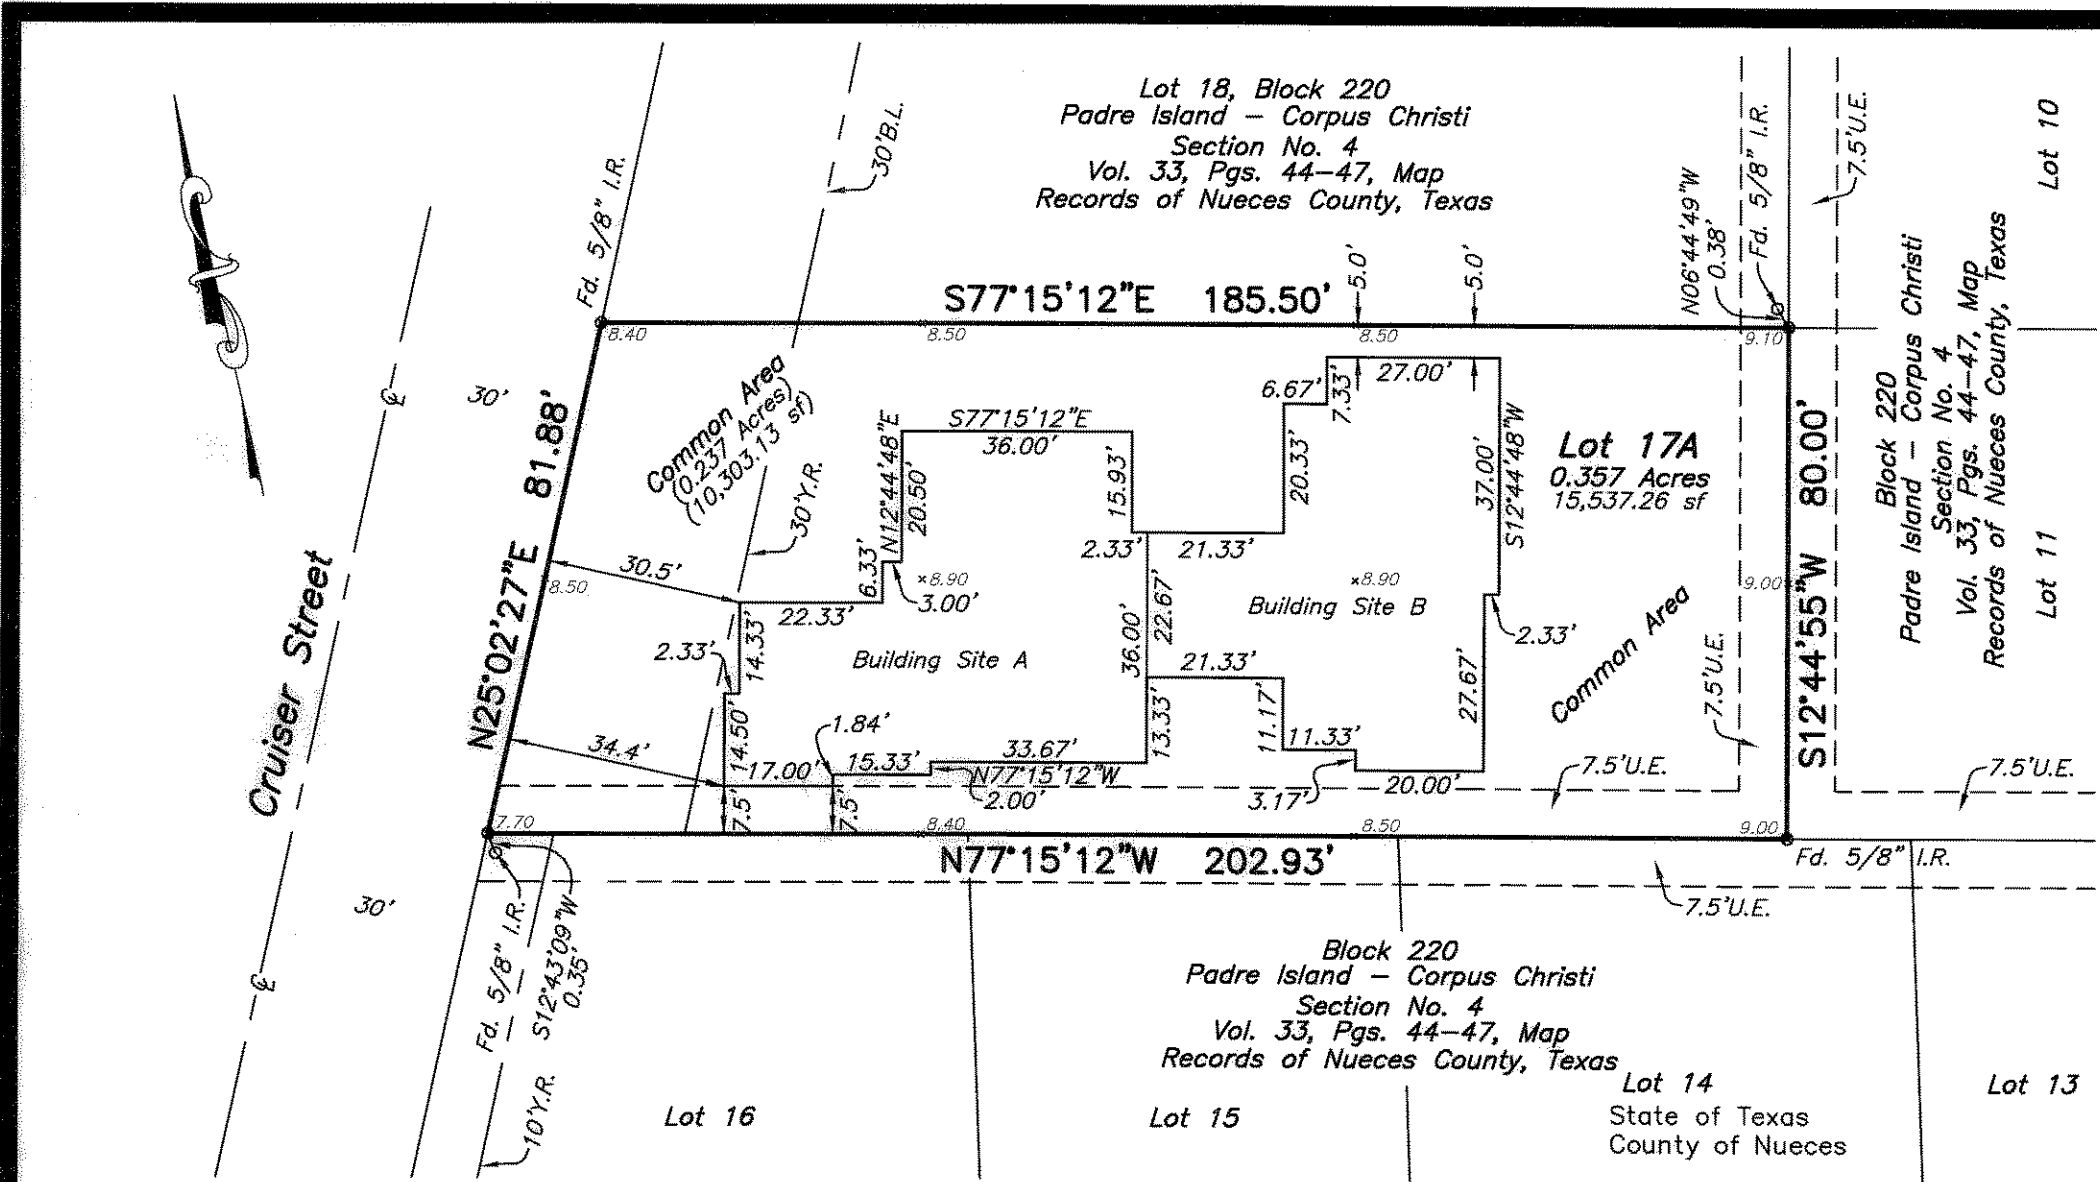 Lot 18, Block 220
Padre Island – Corpus Christi
Section No. 4
Vol. 33, Pgs. 44–47, Map
Records of Nueces County, Texas
30'B.L.
Fd. 5/8" I.R.
N06°44'49"W
0.38'
Fd. 5/8" I.R.
7.5'U.E.
Lot 10
Block 220
Padre Island – Corpus Christi
Section No. 4
Vol. 33, Pgs. 44–47, Map
Records of Nueces County, Texas
Lot 11
S77°15'12"E 185.50'
5.0'
5.0'
8.40
8.50
8.50
9.10
30'
N25°02'27"E 81.88'
Cruiser Street
Common Area
(0.237 Acres)
(10,303.13 sf)
30'Y.R.
S77°15'12"E
36.00'
N12°44'48"E
20.50'
15.93'
6.67'
7.33'
27.00'
20.33'
37.00'
S12°44'48"W
Lot 17A
0.357 Acres
15,537.26 sf
S12°44'55"W 80.00'
30.5'
8.50
6.33'
3.00'
22.33'
×8.90
2.33'
21.33'
×8.90
9.00
Building Site A
Building Site B
2.33'
14.33'
36.00'
22.67'
21.33'
2.33'
Common Area
7.5'U.E.
34.4'
14.50'
1.84'
17.00'
15.33'
33.67'
N77°15'12"W
2.00'
13.33'
11.17'
11.33'
3.17'
20.00'
27.67'
7.5'U.E.
7.5'U.E.
7.5'
7.5'
7.70
8.40
8.50
9.00
N77°15'12"W 202.93'
Fd. 5/8" I.R.
7.5'U.E.
30'
Fd. 5/8" I.R.
S12°43'09"W
0.35'
10'Y.R.
Block 220
Padre Island – Corpus Christi
Section No. 4
Vol. 33, Pgs. 44–47, Map
Records of Nueces County, Texas
Lot 16
Lot 15
Lot 14
Lot 13
State of Texas
County of Nueces